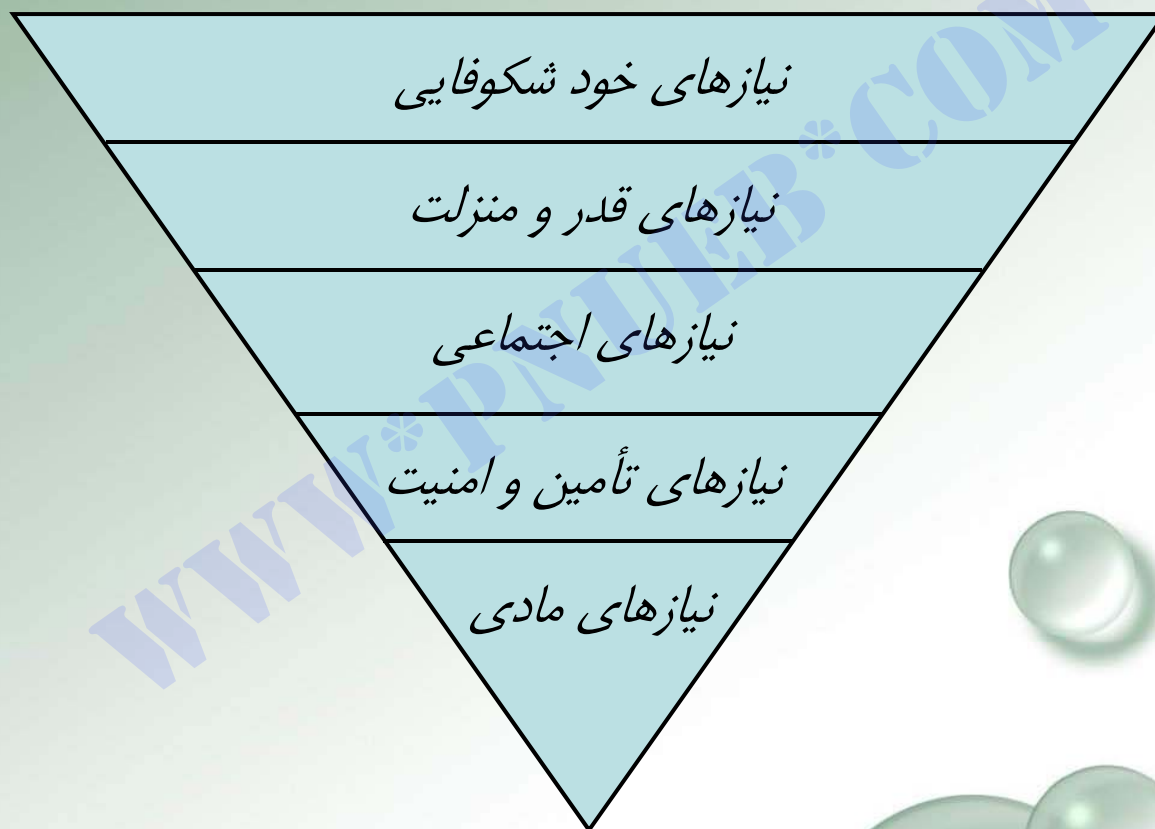 نیازهای خود شکوفایی
نیازهای قدر و منزلت
نیازهای اجتماعی
نیازهای تأمین و امنیت
نیازهای مادی
WWW*PNUEB*COM